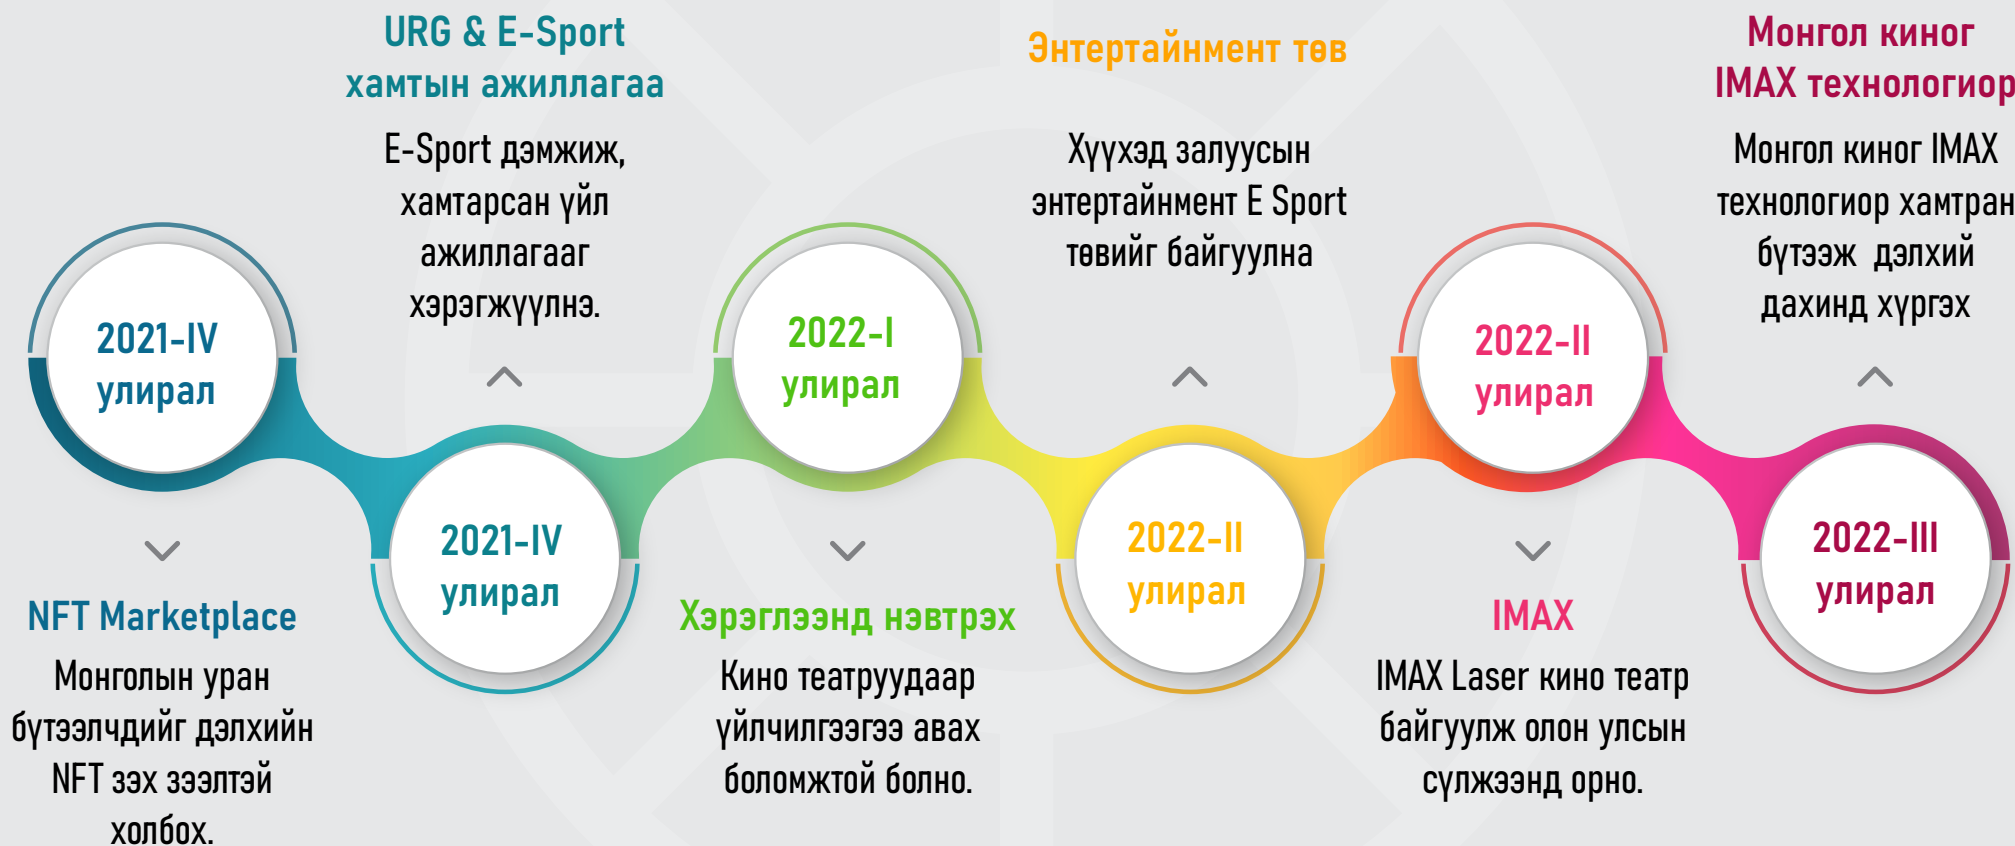 URG & E-Sport
хамтын ажиллагаа
E-Sport дэмжиж,
хамтарсан үйл
ажиллагааг
хэрэгжүүлнэ.
Энтертайнмент төв
Хүүхэд залуусын
энтертайнмент E Sport
төвийг байгуулна
Монгол киног
IMAX технологиор
Монгол киног IMAX
технологиор хамтран
бүтээж дэлхий
дахинд хүргэх
2021-IV
улирал
2021-IV
улирал
2022-I
улирал
2022-II
улирал
2022-II
улирал
2022-III
улирал
NFT Marketplace
Монголын уран
бүтээлчдийг дэлхийн
NFT зэх зээлтэй
холбох.
Хэрэглээнд нэвтрэх
Кино театруудаар
үйлчилгээгээ авах
боломжтой болно.
IMAX
IMAX Laser кино театр
байгуулж олон улсын
сүлжээнд орно.